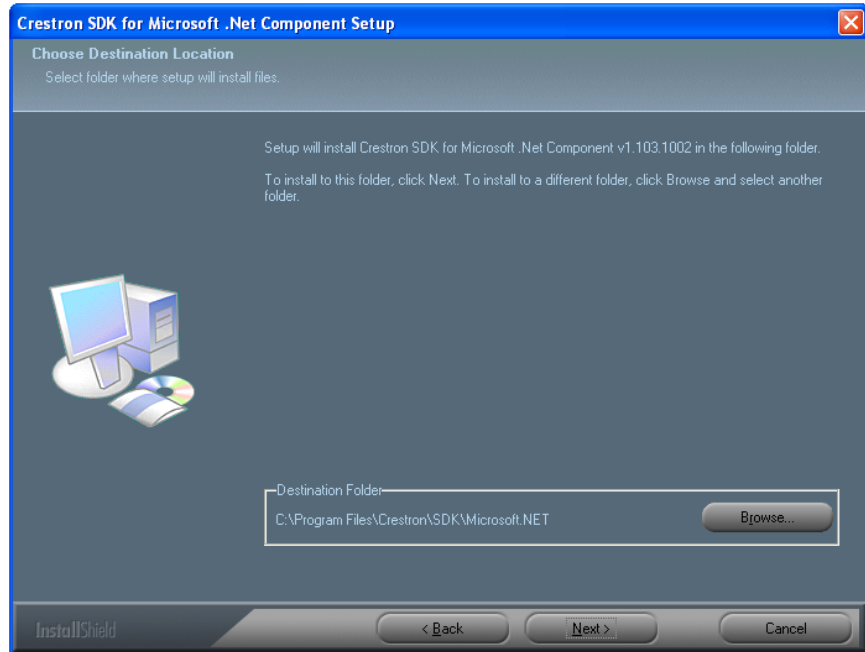 Crestron SDK for Microsoft .Net Component Setup
Choose Destination Location
Select folder where setup will install files.
Setup will install Crestron SDK for Microsoft .Net Component v1.103.1002 in the following folder.
To install to this folder, click Next. To install to a different folder, click Browse and select another
folder.
Destination Folder
C:\Program Files\Crestron\SDK\Microsoft.NET
Browse...
InstallShield
< Back
Next >
Cancel